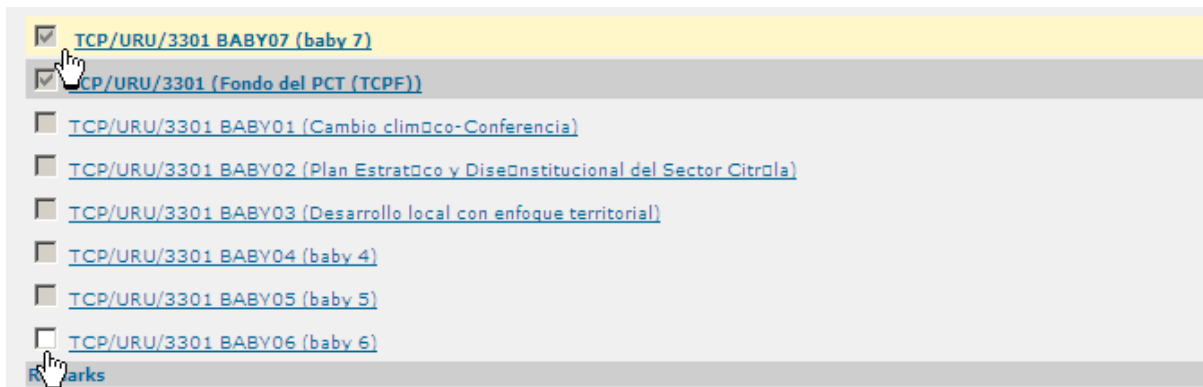 TCP/URU/3301 BABY07 (baby 7)
TCP/URU/3301 (Fondo del PCT (TCPF))
TCP/URU/3301 BABY01 (Cambio clim□co-Conferencia)
TCP/URU/3301 BABY02 (Plan Estrat□co y Dise□nstitucional del Sector Citr□la)
TCP/URU/3301 BABY03 (Desarrollo local con enfoque territorial)
TCP/URU/3301 BABY04 (baby 4)
TCP/URU/3301 BABY05 (baby 5)
TCP/URU/3301 BABY06 (baby 6)
Remarks